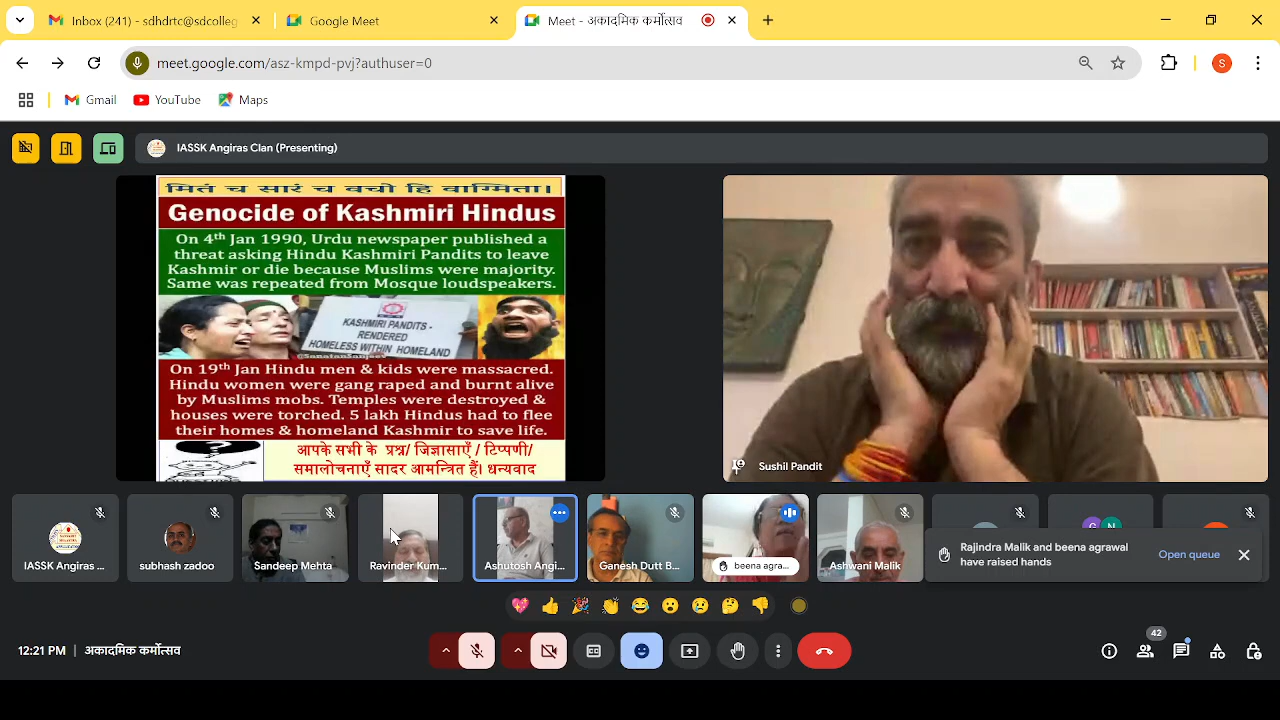 Inbox (241) - sdhdrtc@sdcolleg
Google Meet
Meet - अकादमिक कर्मोत्सव
meet.google.com/asz-kmpd-pvj?authuser=0
S
Gmail
YouTube
Maps
IASSK Angiras Clan (Presenting)
मितं च सारं च वचो हि वाग्मिता।
Genocide of Kashmiri Hindus
On 4th Jan 1990, Urdu newspaper published a
threat asking Hindu Kashmiri Pandits to leave
Kashmir or die because Muslims were majority.
Same was repeated from Mosque loudspeakers.
KASHMIRI PANDITS -
RENDERED
HOMELESS WITHIN HOMELAND
@SanatanSanjeet
On 19th Jan Hindu men & kids were massacred.
Hindu women were gang raped and burnt alive
by Muslims mobs. Temples were destroyed &
houses were torched. 5 lakh Hindus had to flee
their homes & homeland Kashmir to save life.
?
आपके सभी के प्रश्न/ जिज्ञासाएँ / टिप्पणी/
समालोचनाएँ सादर आमन्त्रित हैं। धन्यवाद
Sushil Pandit
IASSK Angiras ...
subhash zadoo
Sandeep Mehta
Ravinder Kum...
Ashutosh Angi...
Ganesh Dutt B...
beena agra...
Ashwani Malik
G
N
Rajindra Malik and beena agrawal
have raised hands
Open queue
12:21 PM | अकादमिक कर्मोत्सव
42